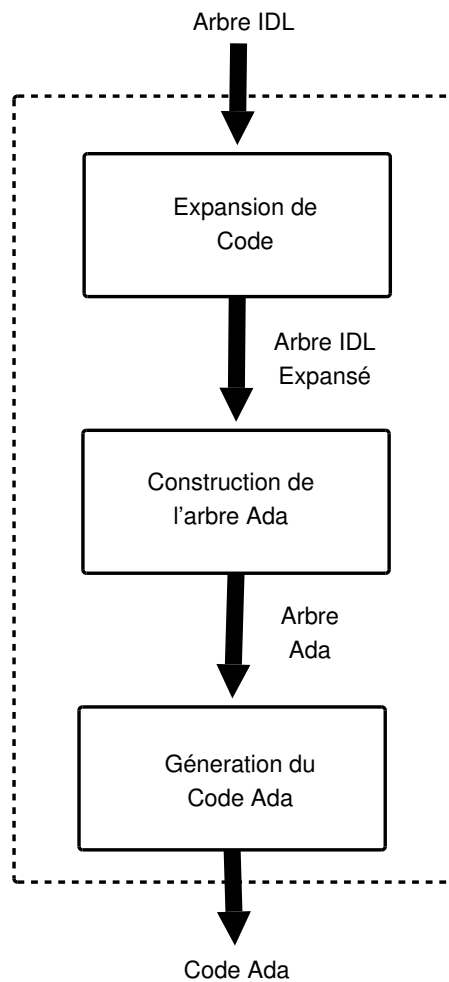 Arbre IDL
Expansion de
Code
Arbre IDL
Expansé
Construction de
l'arbre Ada
Arbre
Ada
Géneration du
Code Ada
Code Ada